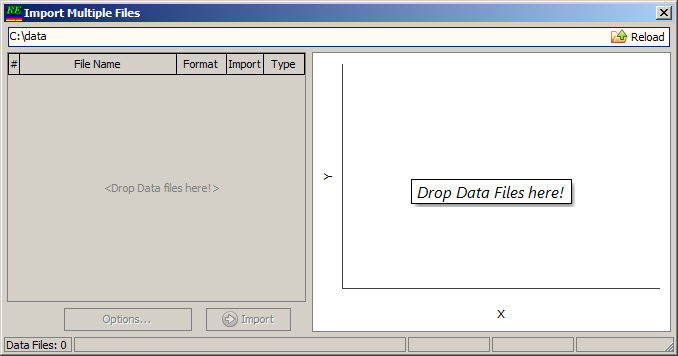 RE Import Multiple Files
C:\data
Reload
# File Name Format Import Type
<Drop Data files here!>
Y
Drop Data Files here!
X
Options...
Import
Data Files: 0